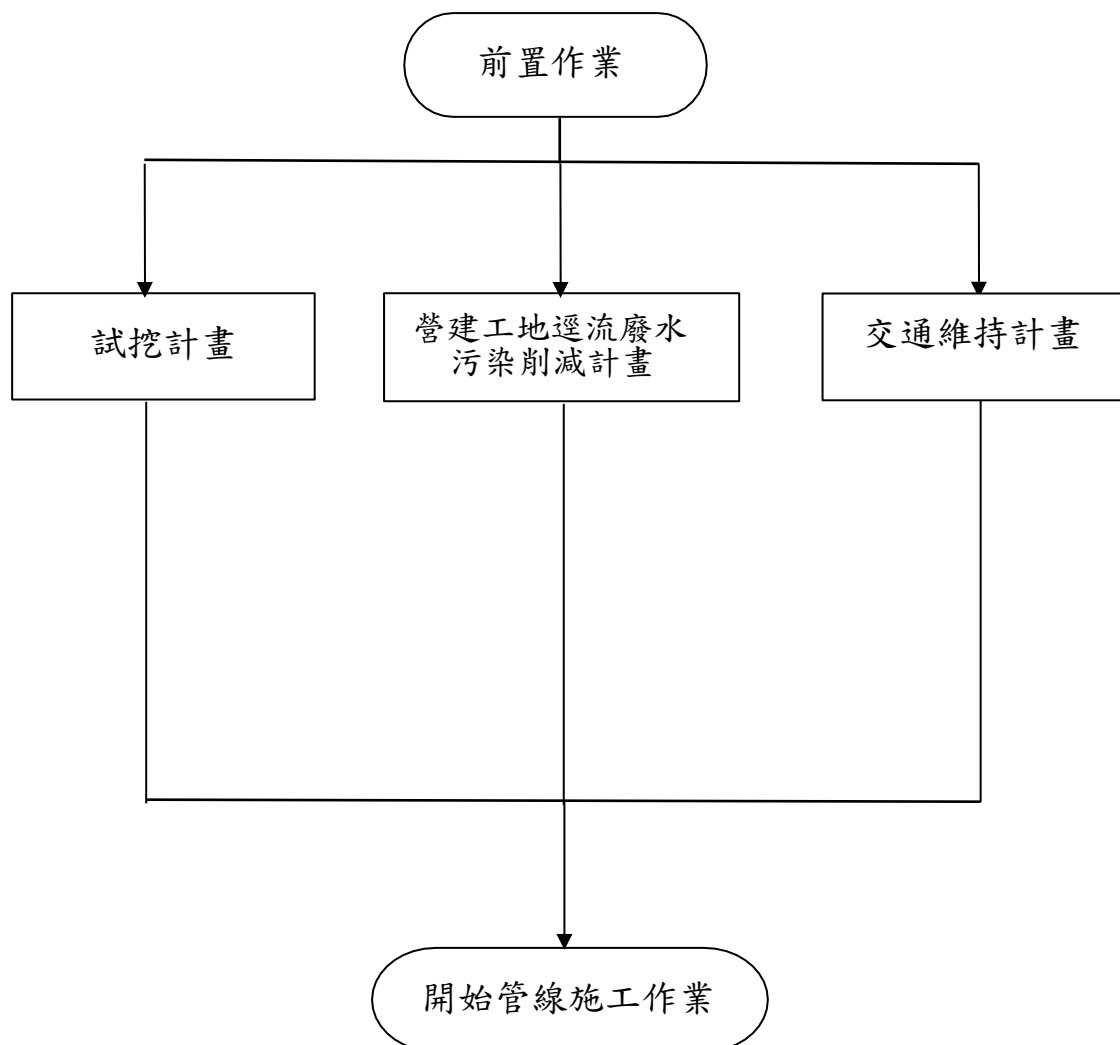 前置作業
試挖計畫
營建工地逕流廢水
污染削減計畫
交通維持計畫
開始管線施工作業